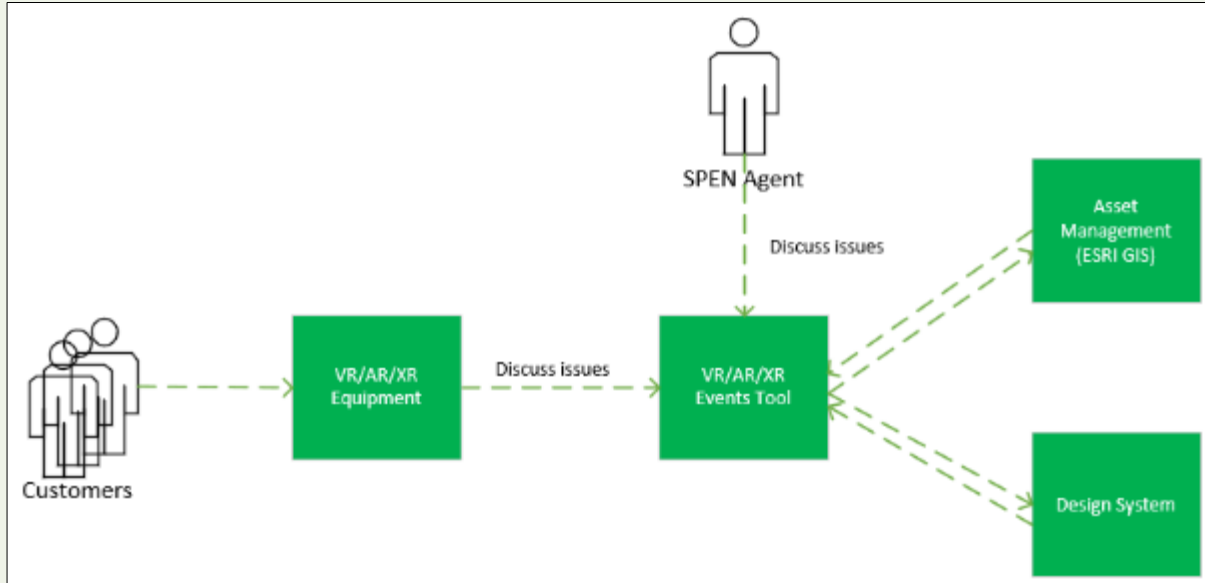 SPEN Agent
Asset
Management
(ESRI GIS)
Discuss issues
VR/AR/XR
Equipment
Discuss issues
VR/AR/XR
Events Tool
Customers
Design System